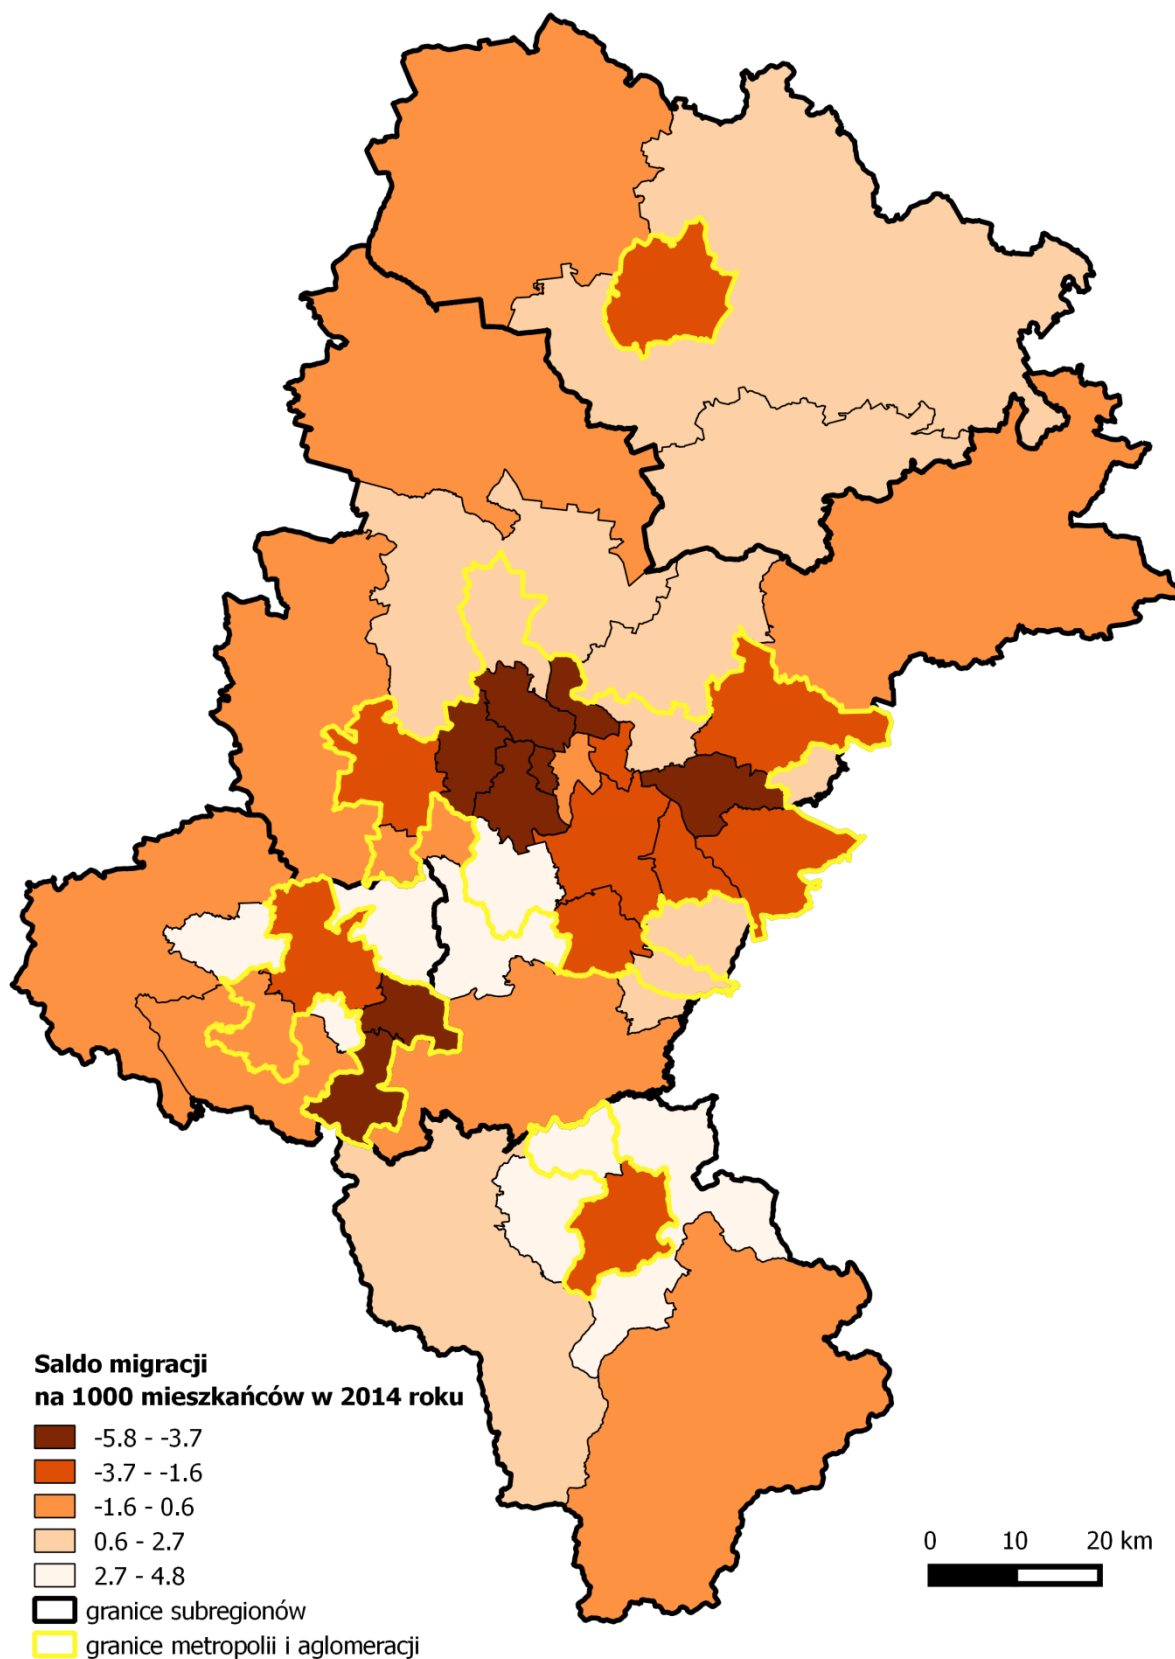 Saldo migracji
na 1000 mieszkańców w 2014 roku
-5.8 - -3.7
-3.7 - -1.6
-1.6 - 0.6
0.6 - 2.7
2.7 - 4.8
granice subregionów
granice metropolii i aglomeracji
0 10 20 km